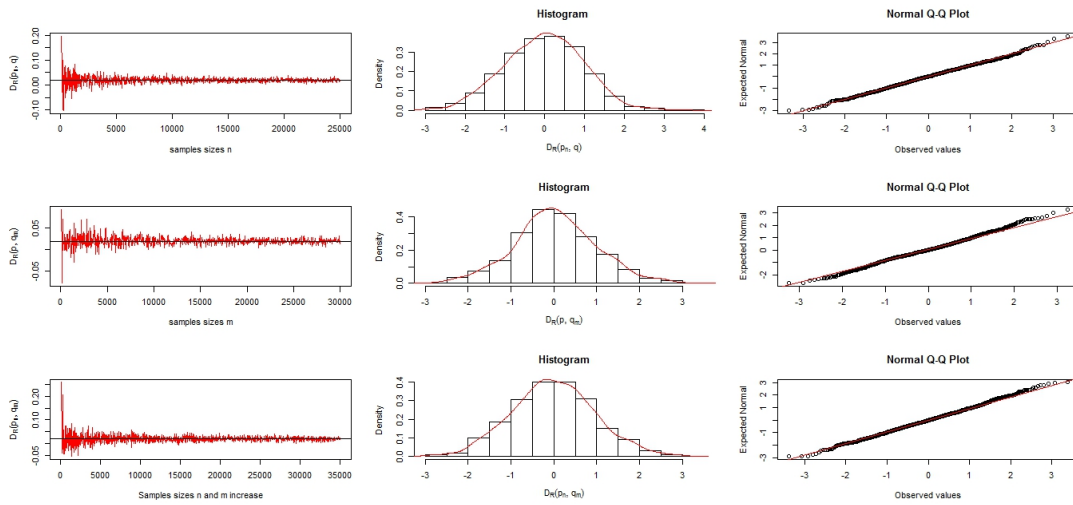 Histogram
Normal Q-Q Plot
D_R(p_n, q)
0.20
0.10
0.00
-0.10
0 5000 10000 15000 20000 25000
samples sizes n
Density
0.3
0.2
0.1
0.0
-3 -2 -1 0 1 2 3 4
D_R(p_n, q)
Expected Normal
3
1
-1
-3
-3 -2 -1 0 1 2 3
Observed values
Histogram
Normal Q-Q Plot
D_R(p, q_m)
0.05
-0.05
0 5000 10000 15000 20000 25000 30000
samples sizes m
Density
0.4
0.2
0.0
-3 -2 -1 0 1 2 3
D_R(p, q_m)
Expected Normal
3
2
1
0
-2
-3 -2 -1 0 1 2 3
Observed values
Histogram
Normal Q-Q Plot
D_R(p_n, q_m)
0.20
0.10
0.00
-0.05
0 5000 10000 15000 20000 25000 30000 35000
Samples sizes n and m increase
Density
0.4
0.3
0.2
0.1
0.0
-3 -2 -1 0 1 2 3
D_R(p_n, q_m)
Expected Normal
3
1
-1
-3
-3 -2 -1 0 1 2 3
Observed values